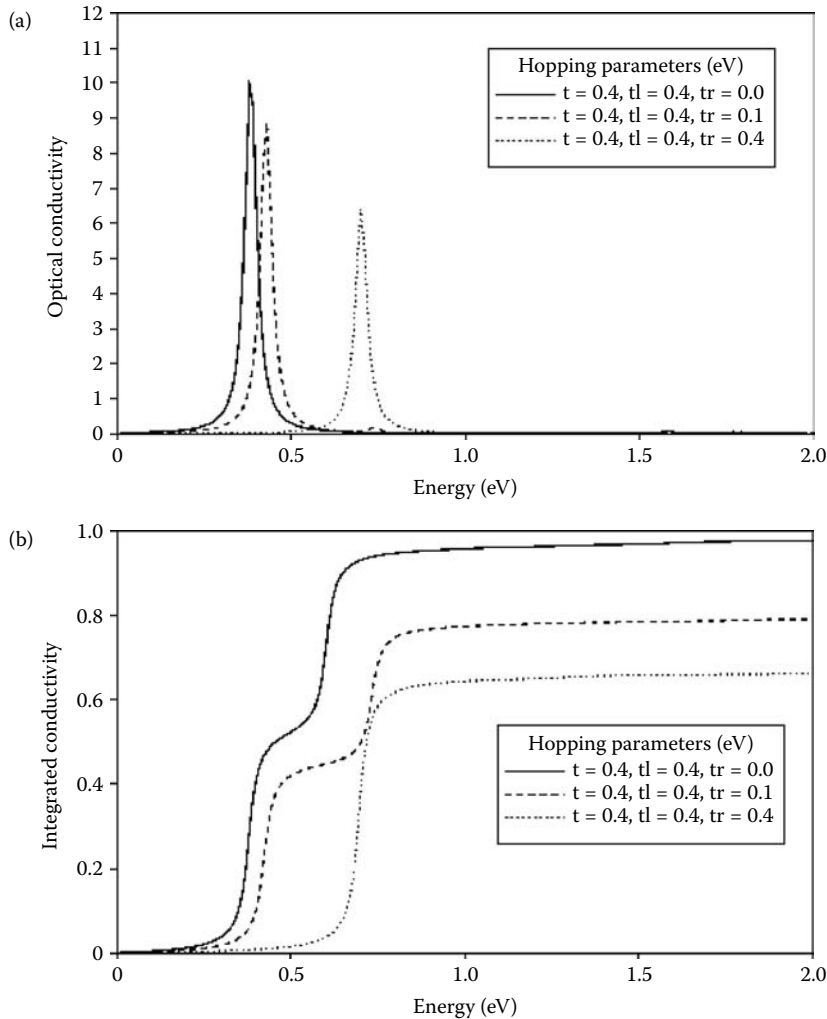 (a)
12
11
10
9
8
7
6
5
4
3
2
1
0
Optical conductivity
Hopping parameters (eV)
t = 0.4, tl = 0.4, tr = 0.0
t = 0.4, tl = 0.4, tr = 0.1
t = 0.4, tl = 0.4, tr = 0.4
0 0.5 1.0 1.5 2.0
Energy (eV)
(b)
1.0
0.8
0.6
0.4
0.2
0
Integrated conductivity
Hopping parameters (eV)
t = 0.4, tl = 0.4, tr = 0.0
t = 0.4, tl = 0.4, tr = 0.1
t = 0.4, tl = 0.4, tr = 0.4
0 0.5 1.0 1.5 2.0
Energy (eV)